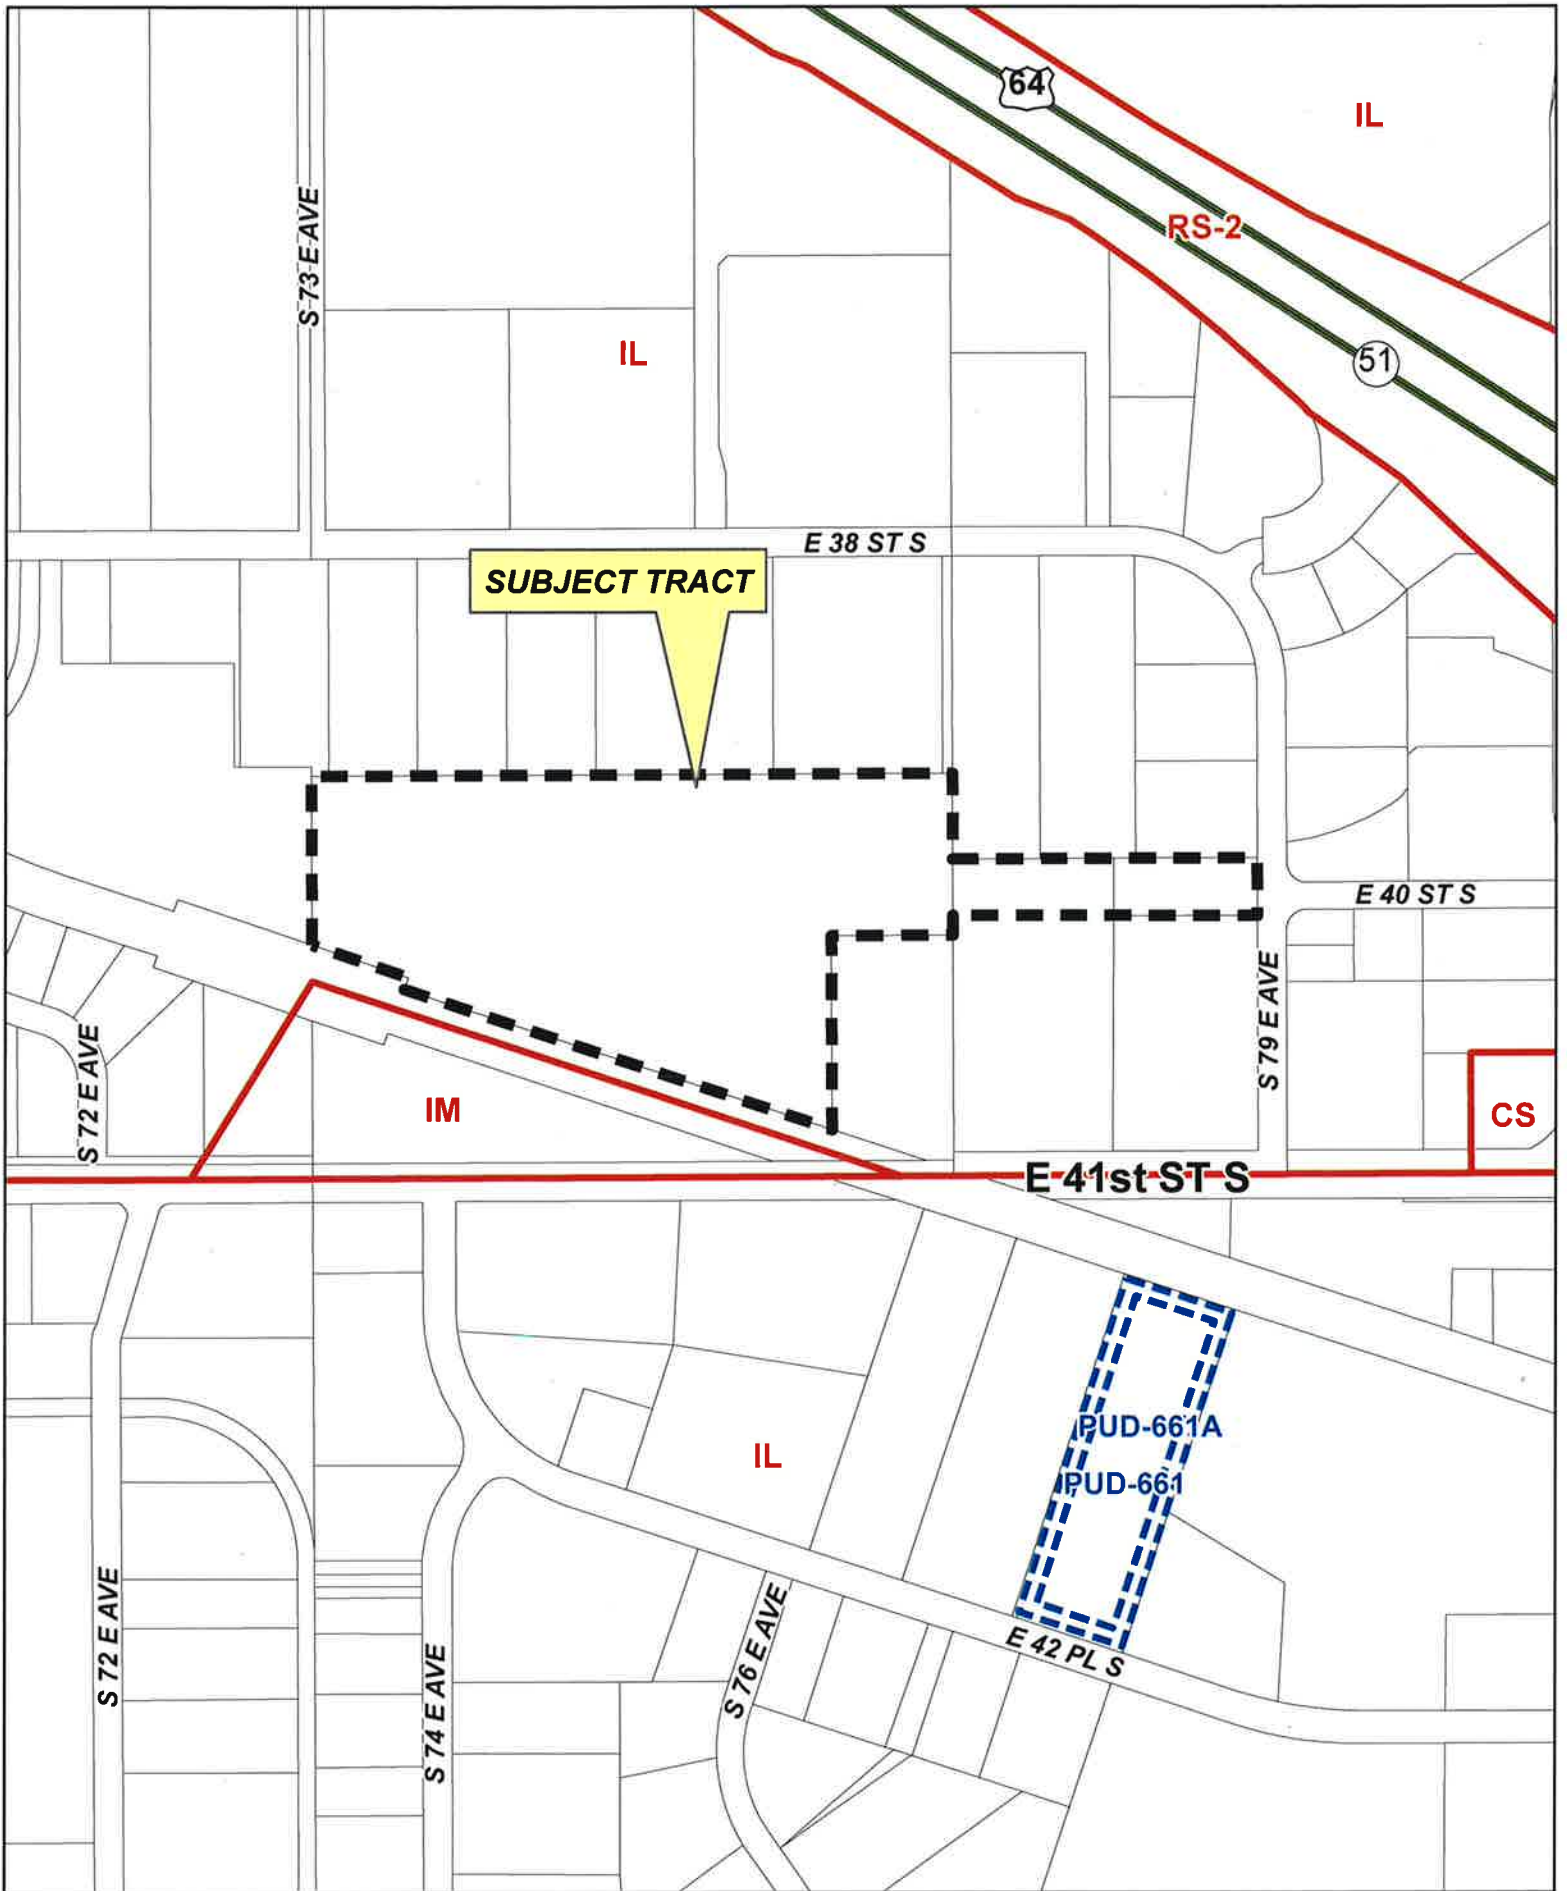 64
IL
RS-2
S 73 E AVE
IL
51
E 38 ST S
SUBJECT TRACT
E 40 ST S
S 79 E AVE
S 72 E AVE
IM
CS
E 41st ST S
PUD-661A
IL
PUD-661
S 72 E AVE
S 76 E AVE
E 42 PL S
S 74 E AVE